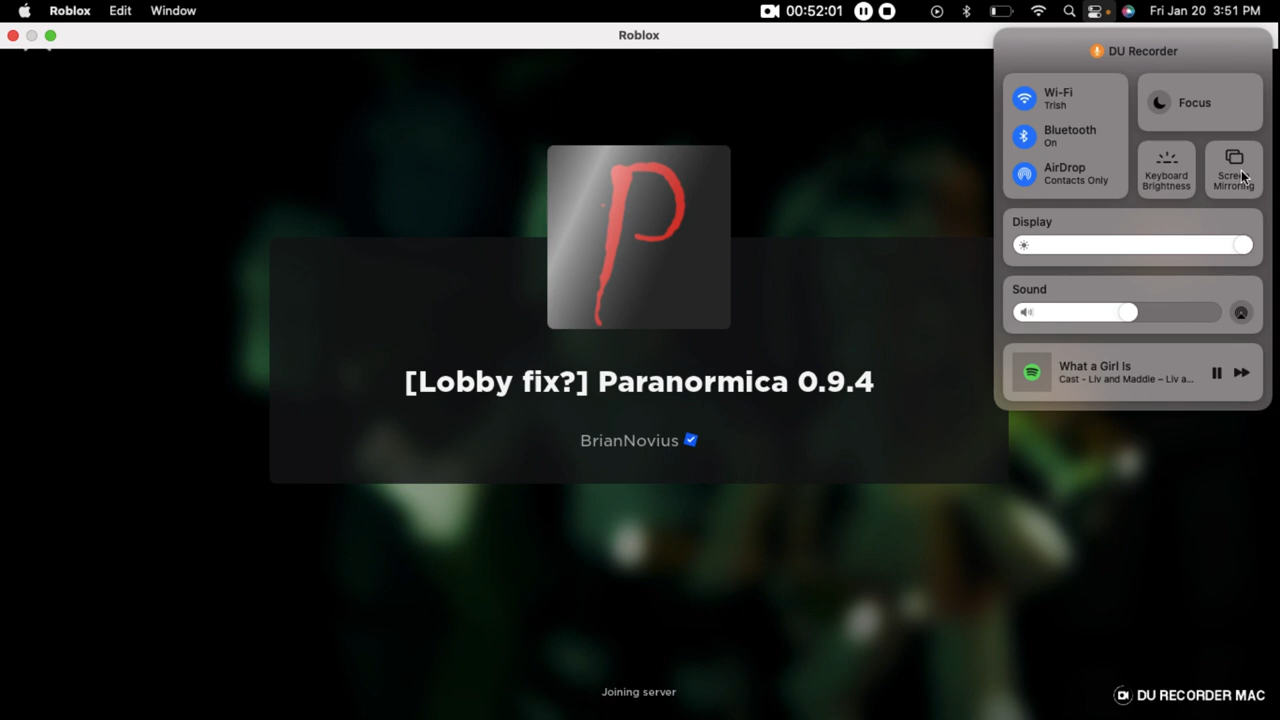 Roblox Edit Window 00:52:01 Fri Jan 20 3:51 PM
Roblox
DU Recorder
Wi-Fi
Trish
Focus
Bluetooth
On
AirDrop
Contacts Only
Keyboard
Brightness
Screen
Mirroring
Display
Sound
What a Girl Is
Cast - Liv and Maddie – Liv a...
P
[Lobby fix?] Paranormica 0.9.4
BrianNovius
Joining server
DU RECORDER MAC